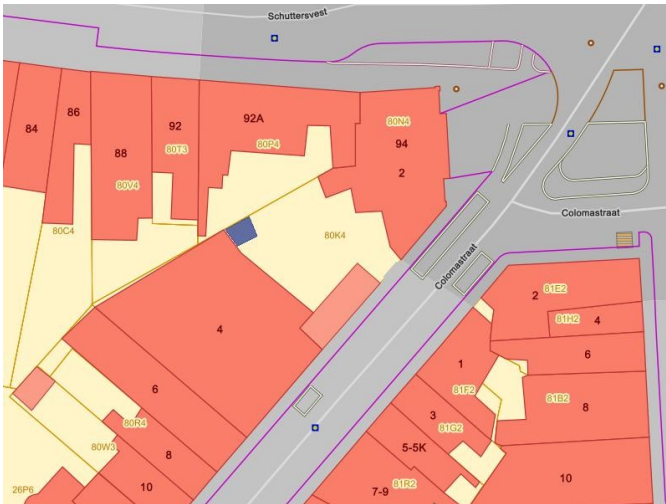 Schuttersvest
84
86
88
80V4
92
80T3
92A
80P4
80N4
94
2
80C4
80K4
Colomastraat
Colomastraat
4
2
81E2
81H2
4
6
1
81F2
81B2
8
3
81G2
5-5K
6
80R4
80W3
8
10
26P6
7-9
81R2
10